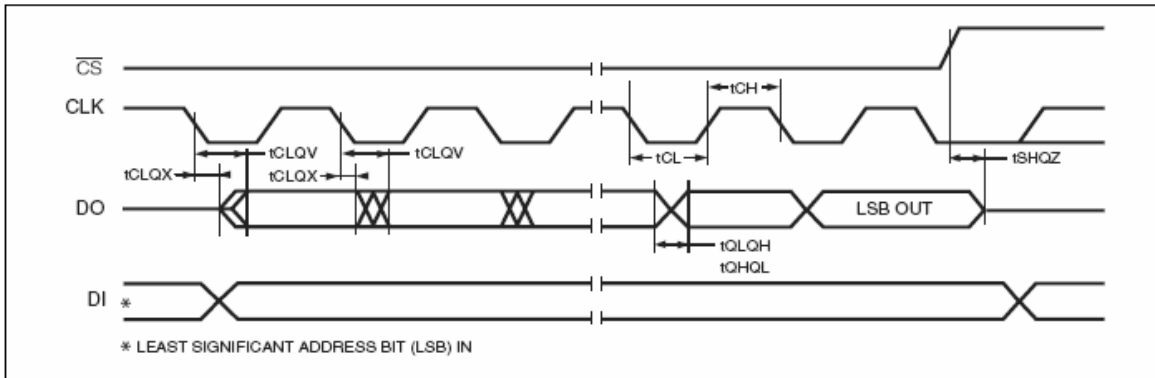 CS
CLK
tCH
tCLQV
tCLQV
tCL
tSHQZ
tCLQX
tCLQX
DO
LSB OUT
tQLQH
tQHQL
DI *
* LEAST SIGNIFICANT ADDRESS BIT (LSB) IN